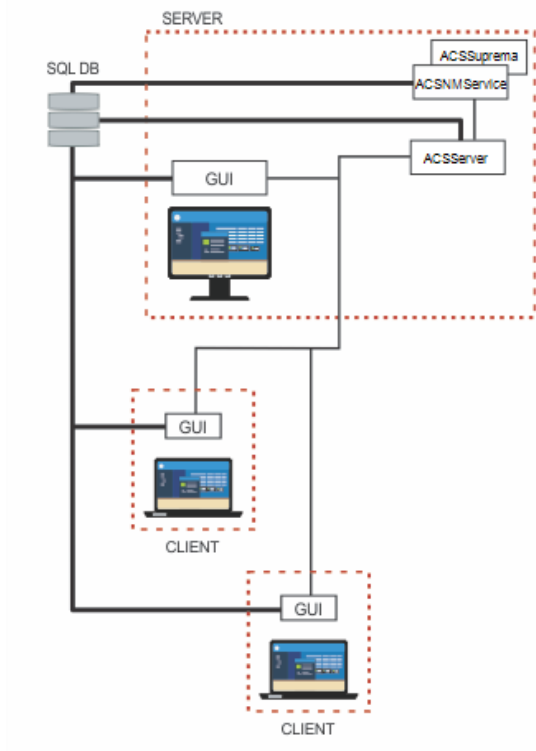 SERVER
ACSSuprema
SQL DB
ACSNMService
ACSServer
GUI
GUI
CLIENT
GUI
CLIENT